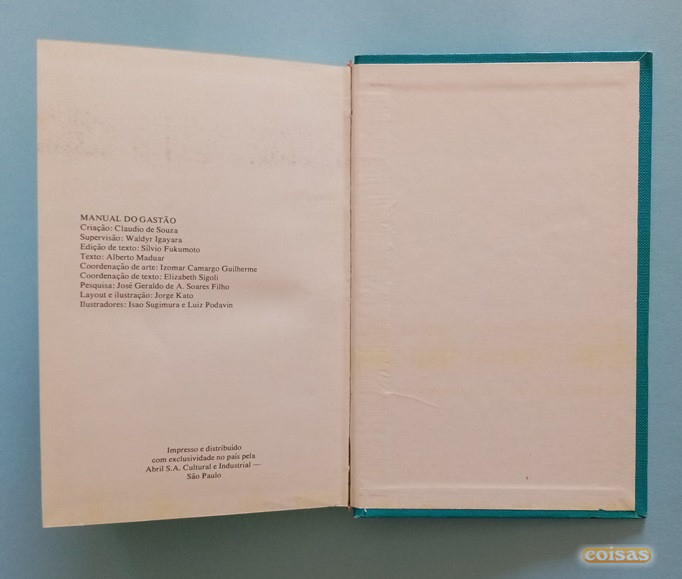 MANUAL DO GASTÃO
Criação: Claudio de Souza
Supervisão: Waldyr Igayara
Edição de texto: Sílvio Fukumoto
Texto: Alberto Maduar
Coordenação de arte: Izomar Camargo Guilherme
Coordenação de texto: Elizabeth Sigoli
Pesquisa: José Geraldo de A. Soares Filho
Layout e ilustração: Jorge Kato
Ilustradores: Isao Sugimura e Luiz Podavin
Impresso e distribuído
com exclusividade no país pela
Abril S.A. Cultural e Industrial —
São Paulo
coisas